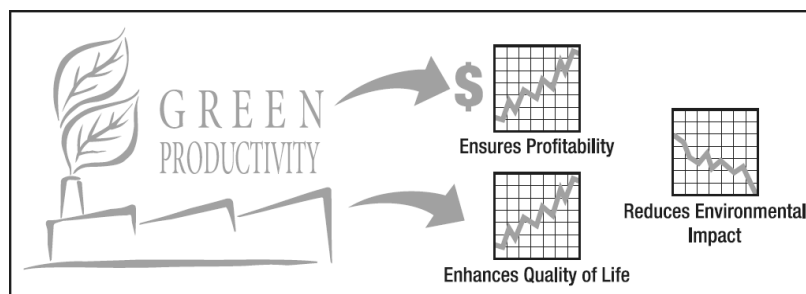 GREEN
PRODUCTIVITY
$
Ensures Profitability
Enhances Quality of Life
Reduces Environmental
Impact